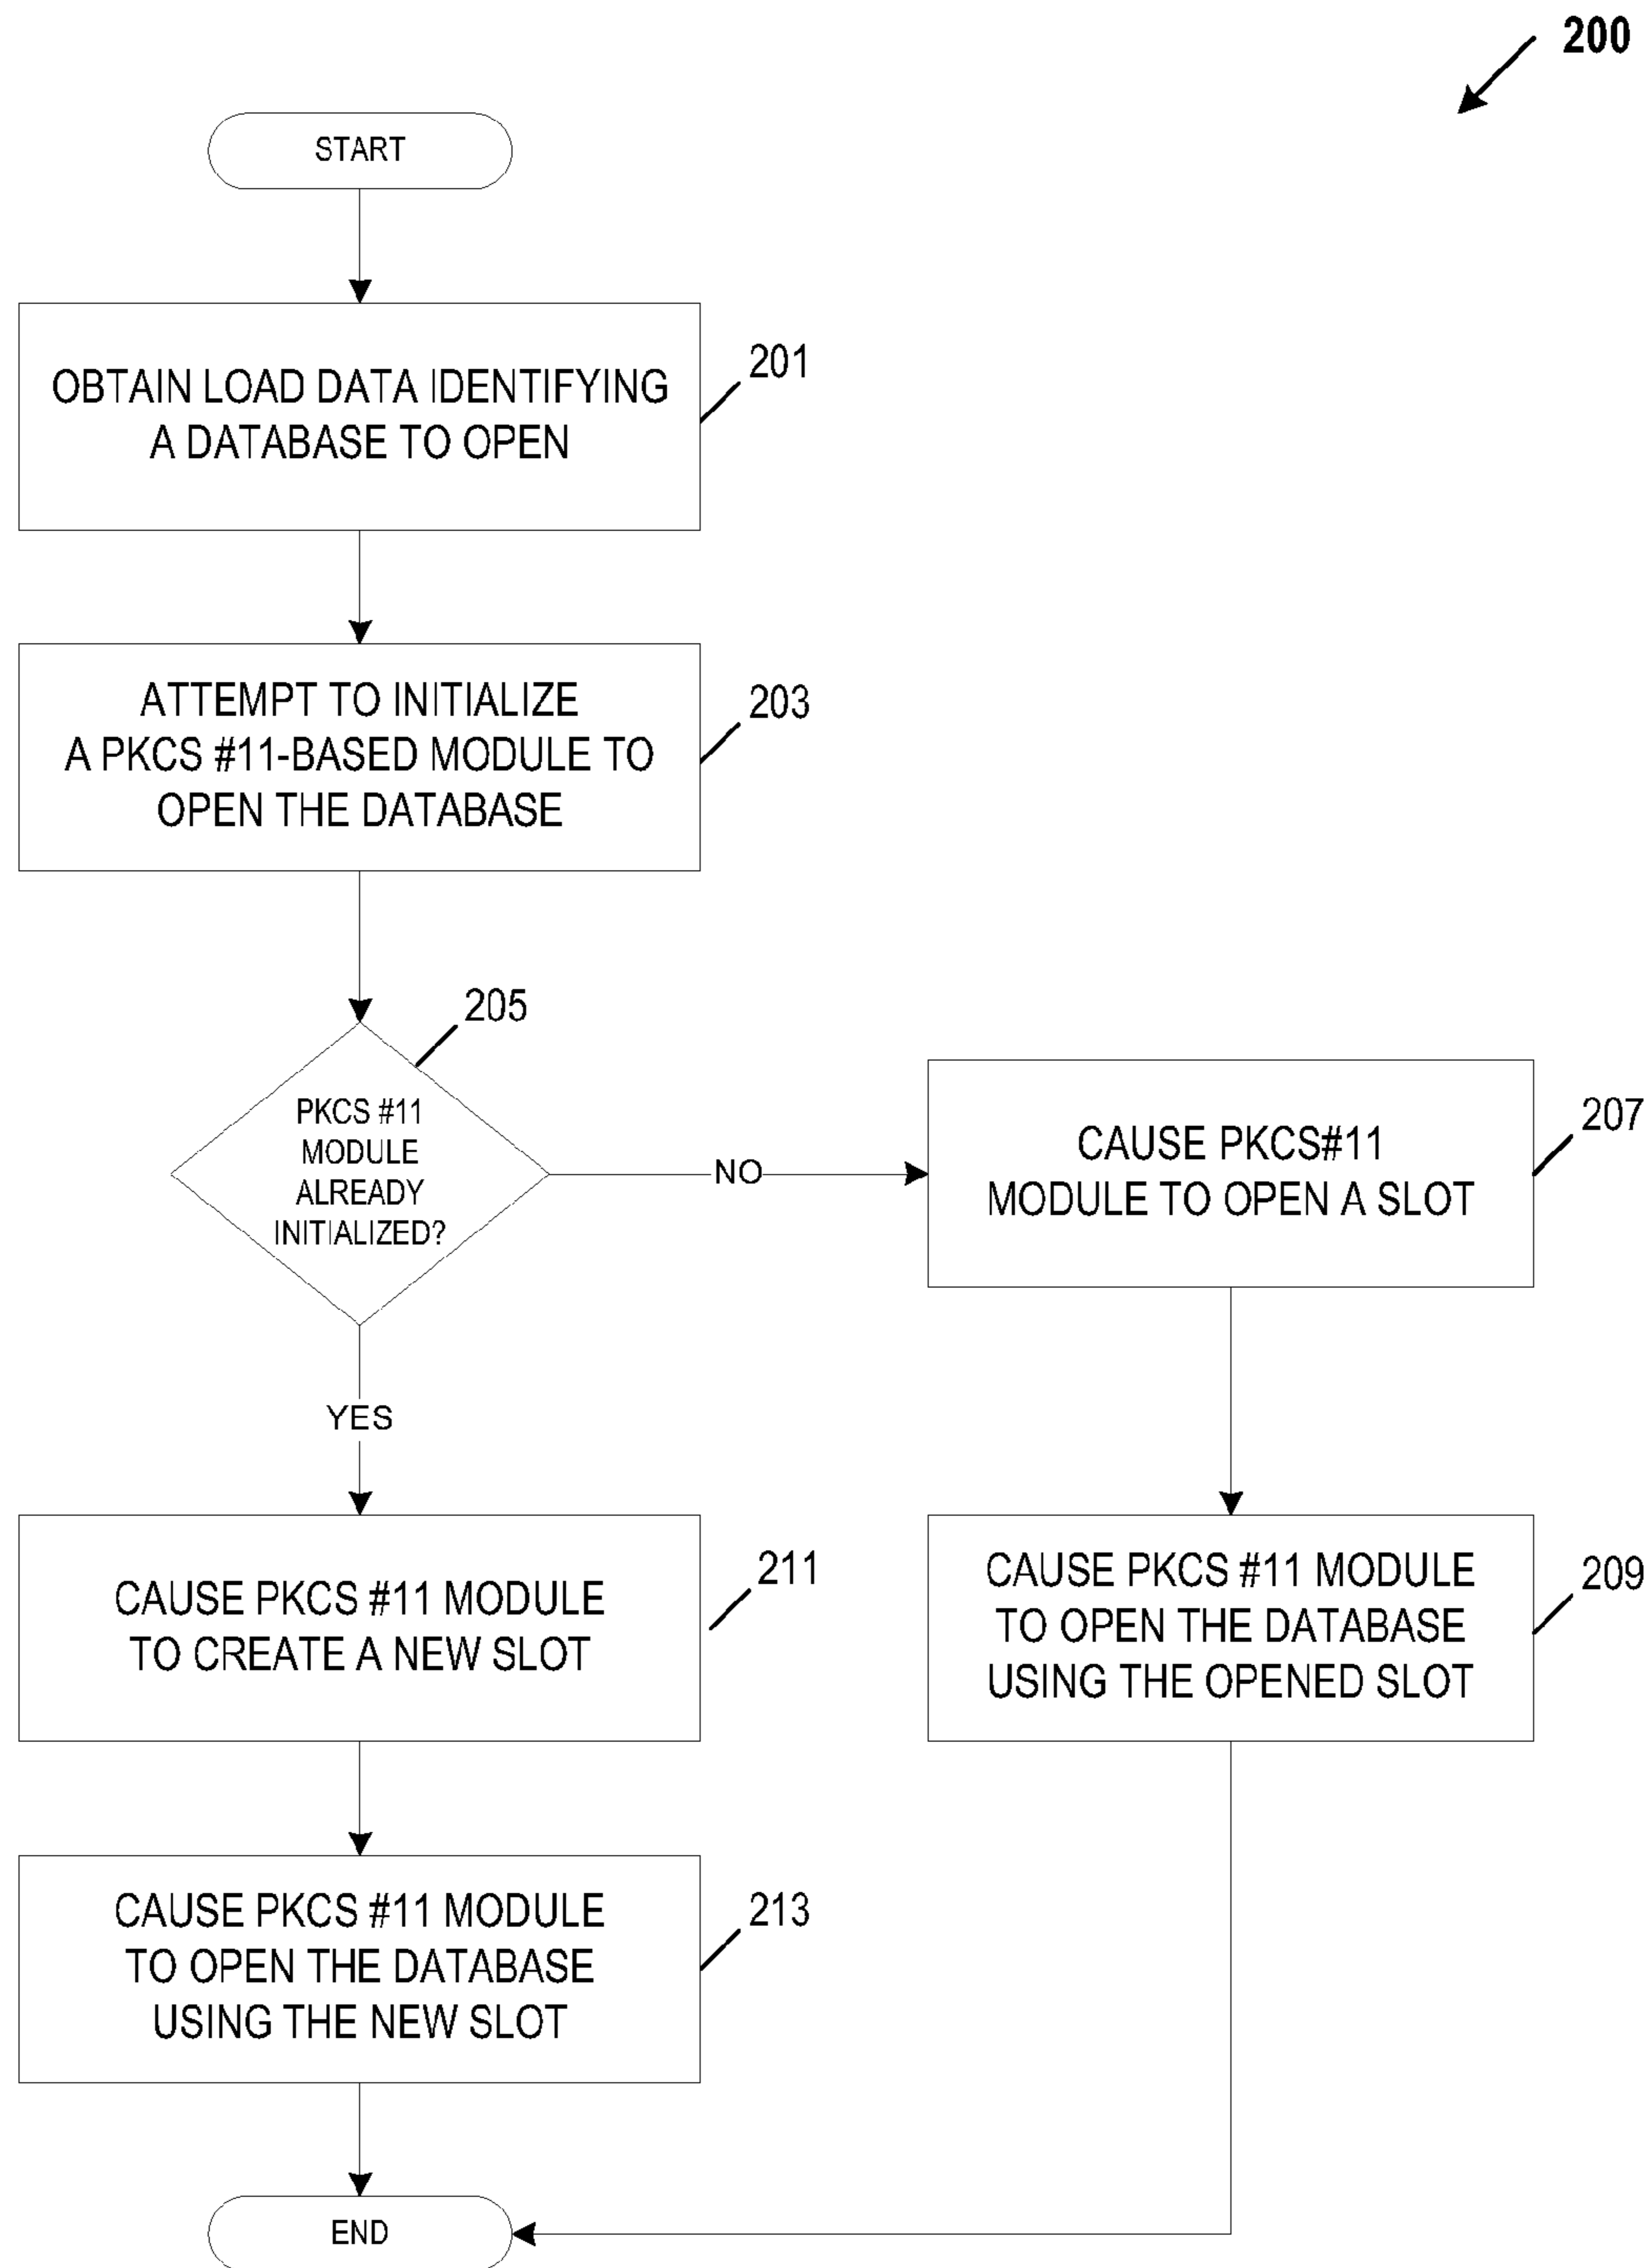 200
START
OBTAIN LOAD DATA IDENTIFYING
A DATABASE TO OPEN
201
ATTEMPT TO INITIALIZE
A PKCS #11-BASED MODULE TO
OPEN THE DATABASE
203
205
PKCS #11
MODULE
ALREADY
INITIALIZED?
NO
CAUSE PKCS#11
MODULE TO OPEN A SLOT
207
YES
CAUSE PKCS #11 MODULE
TO CREATE A NEW SLOT
211
CAUSE PKCS #11 MODULE
TO OPEN THE DATABASE
USING THE OPENED SLOT
209
CAUSE PKCS #11 MODULE
TO OPEN THE DATABASE
USING THE NEW SLOT
213
END